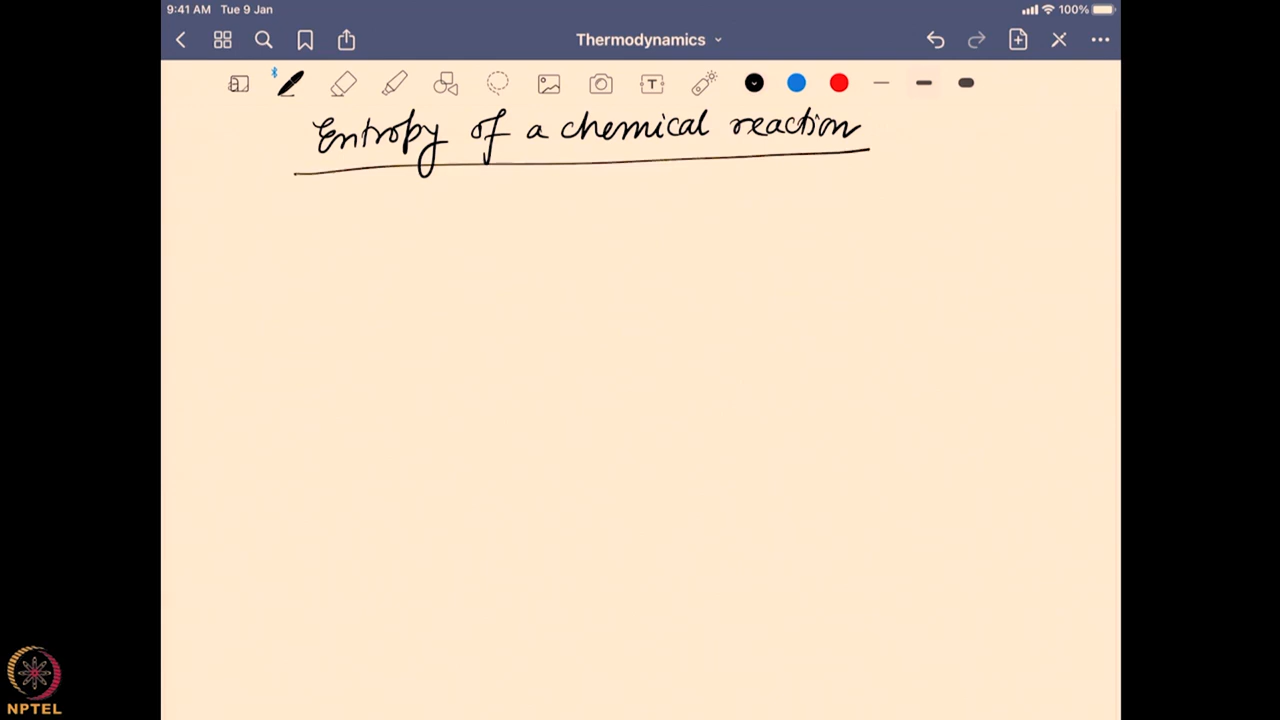 9:41 AM Tue 9 Jan 100%
Thermodynamics
T
Entropy of a chemical reaction
NPTEL